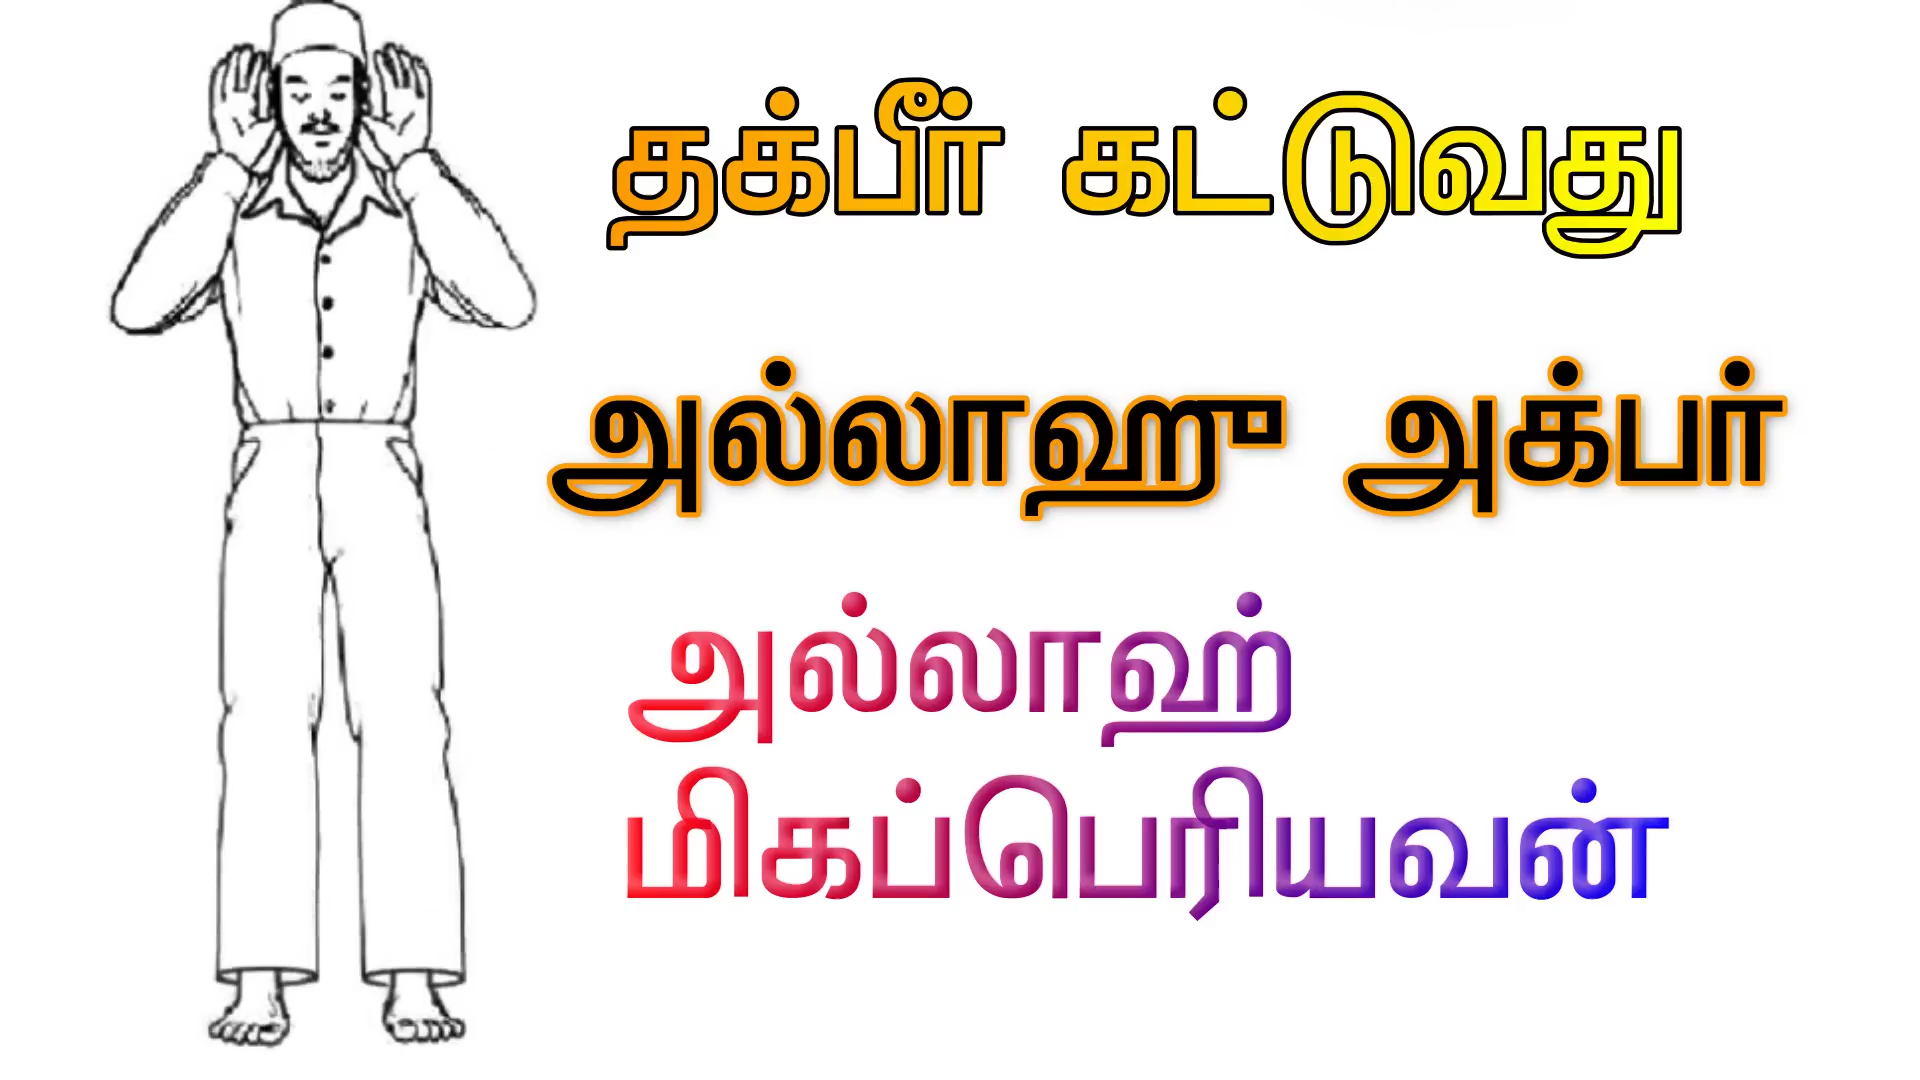 தக்பீர் கட்டுவது
அல்லாஹு அக்பர்
அல்லாஹ்
மிகப்பெரியவன்